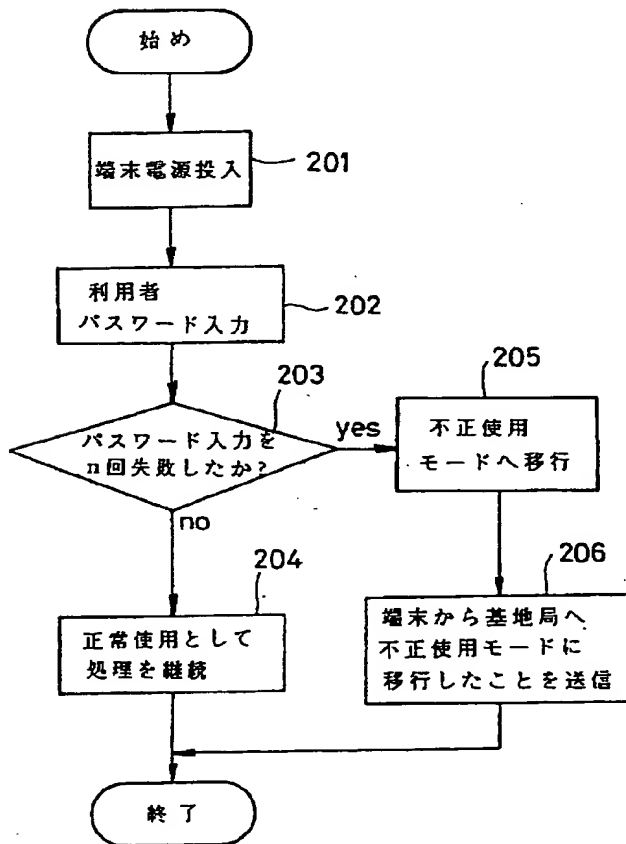 始め
端末電源投入
201
利用者
パスワード入力
202
203
パスワード入力を
n回失敗したか?
yes
no
205
不正使用
モードへ移行
204
正常使用として
処理を継続
206
端末から基地局へ
不正使用モードに
移行したことを送信
終了